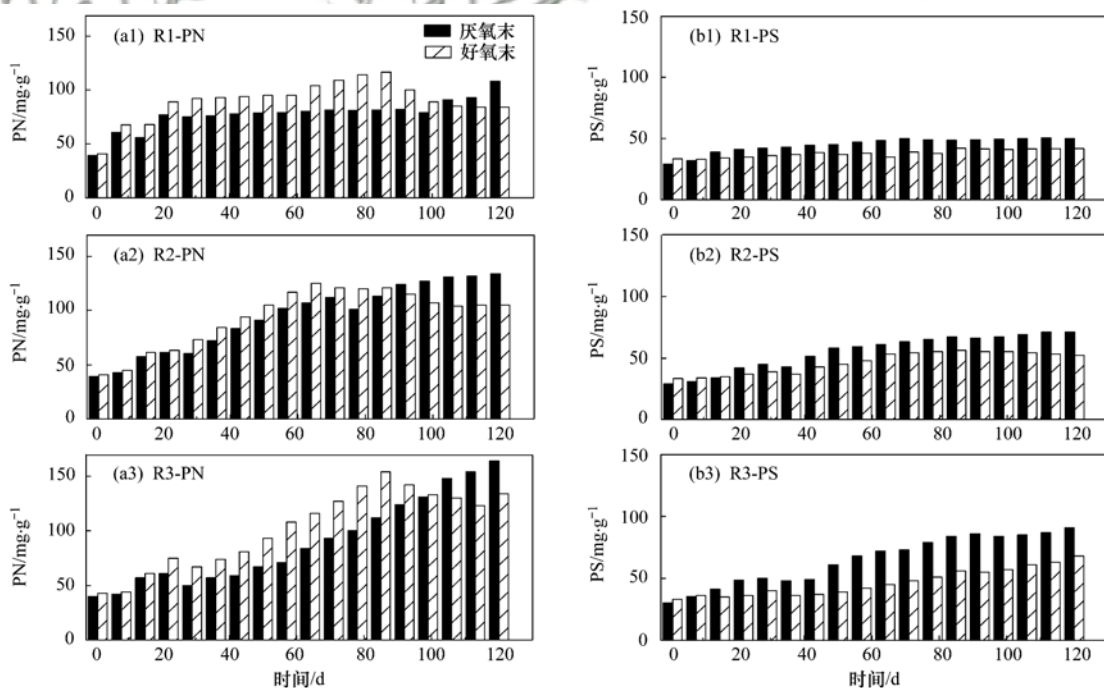 (a1) R1-PN
厌氧末
好氧末
PN/mg·g⁻¹
150
100
50
0
0 20 40 60 80 100 120
(b1) R1-PS
PS/mg·g⁻¹
150
100
50
0
0 20 40 60 80 100 120
(a2) R2-PN
PN/mg·g⁻¹
150
100
50
0
0 20 40 60 80 100 120
(b2) R2-PS
PS/mg·g⁻¹
150
100
50
0
0 20 40 60 80 100 120
(a3) R3-PN
PN/mg·g⁻¹
150
100
50
0
0 20 40 60 80 100 120
时间/d
(b3) R3-PS
PS/mg·g⁻¹
150
100
50
0
0 20 40 60 80 100 120
时间/d